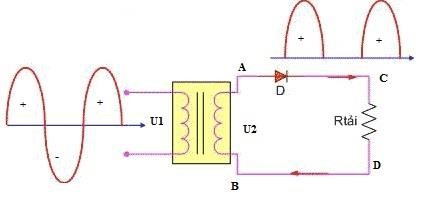 + +
A D C
+ +
U1 U2 Rtải
-
B D